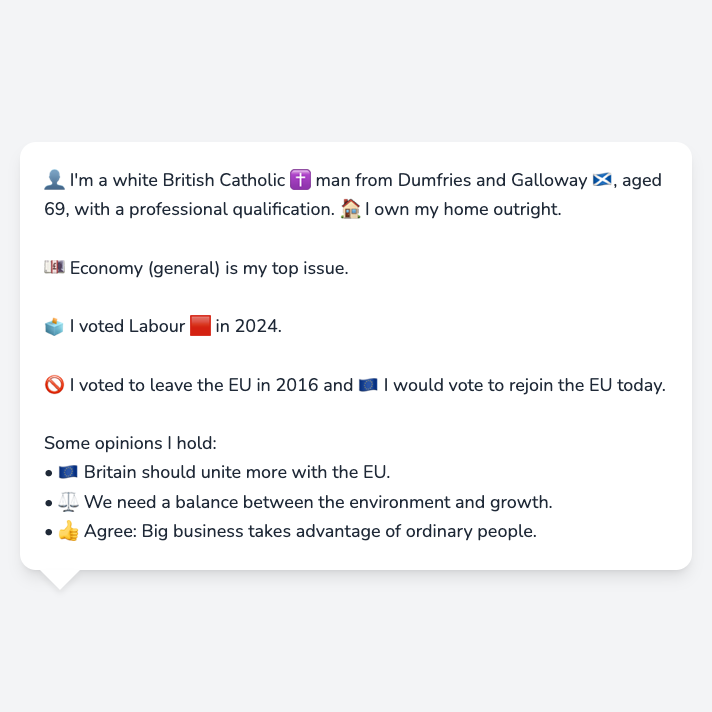 👤 I'm a white British Catholic ✝️ man from Dumfries and Galloway 🏴󠁧󠁢󠁳󠁣󠁴󠁿, aged
69, with a professional qualification. 🏠 I own my home outright.
💷 Economy (general) is my top issue.
🗳️ I voted Labour 🟥 in 2024.
🚫 I voted to leave the EU in 2016 and 🇪🇺 I would vote to rejoin the EU today.
Some opinions I hold:
• 🇪🇺 Britain should unite more with the EU.
• ⚖️ We need a balance between the environment and growth.
• 👍 Agree: Big business takes advantage of ordinary people.